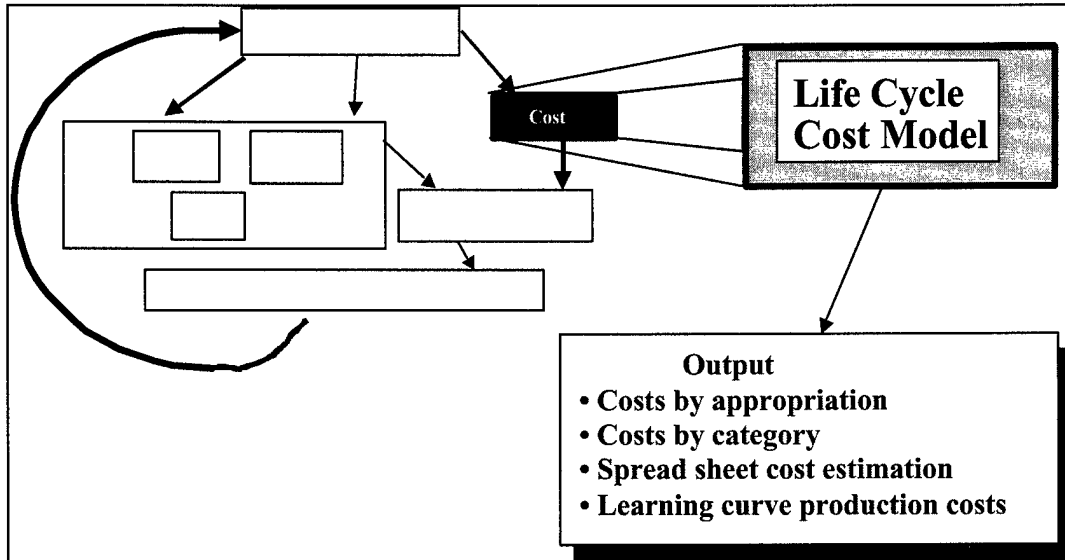 Cost
Life Cycle
Cost Model
Output
• Costs by appropriation
• Costs by category
• Spread sheet cost estimation
• Learning curve production costs